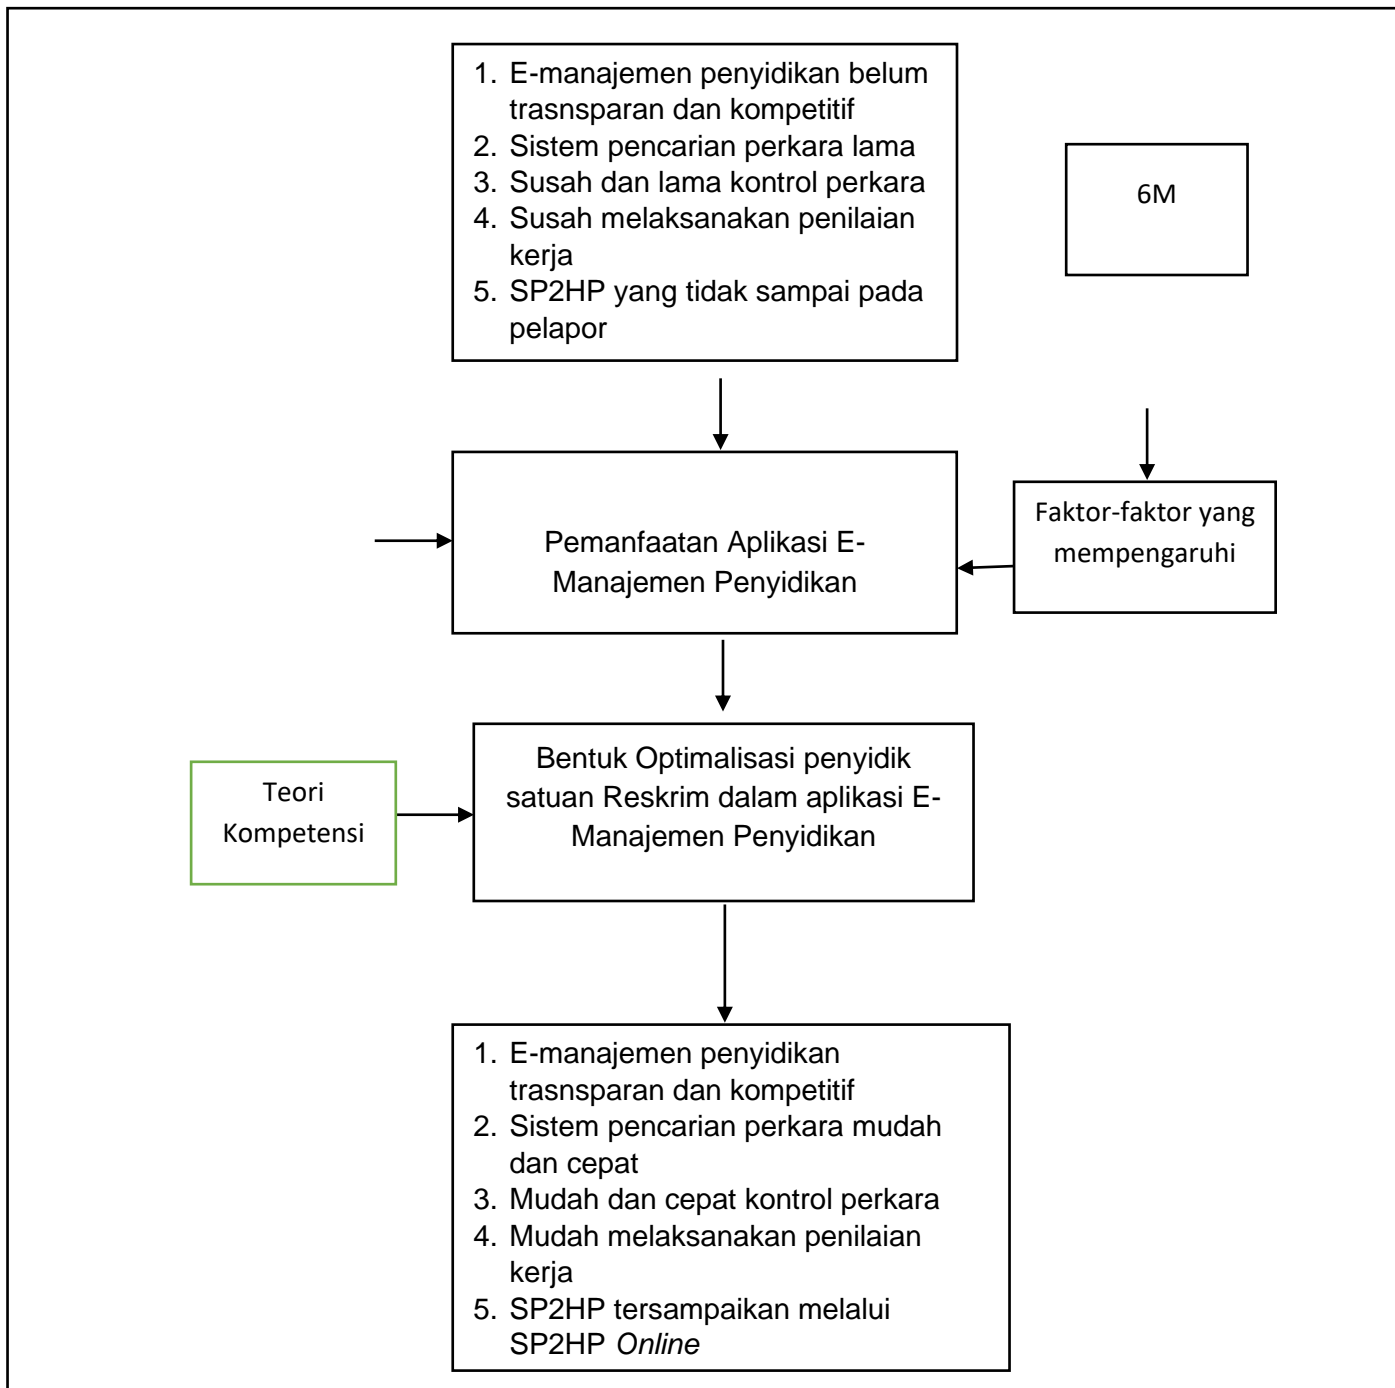 1. E-manajemen penyidikan belum
trasnsparan dan kompetitif
2. Sistem pencarian perkara lama
3. Susah dan lama kontrol perkara
4. Susah melaksanakan penilaian
kerja
5. SP2HP yang tidak sampai pada
pelapor
6M
Pemanfaatan Aplikasi E-
Manajemen Penyidikan
Faktor-faktor yang
mempengaruhi
Teori
Kompetensi
Bentuk Optimalisasi penyidik
satuan Reskrim dalam aplikasi E-
Manajemen Penyidikan
1. E-manajemen penyidikan
trasnsparan dan kompetitif
2. Sistem pencarian perkara mudah
dan cepat
3. Mudah dan cepat kontrol perkara
4. Mudah melaksanakan penilaian
kerja
5. SP2HP tersampaikan melalui
SP2HP Online